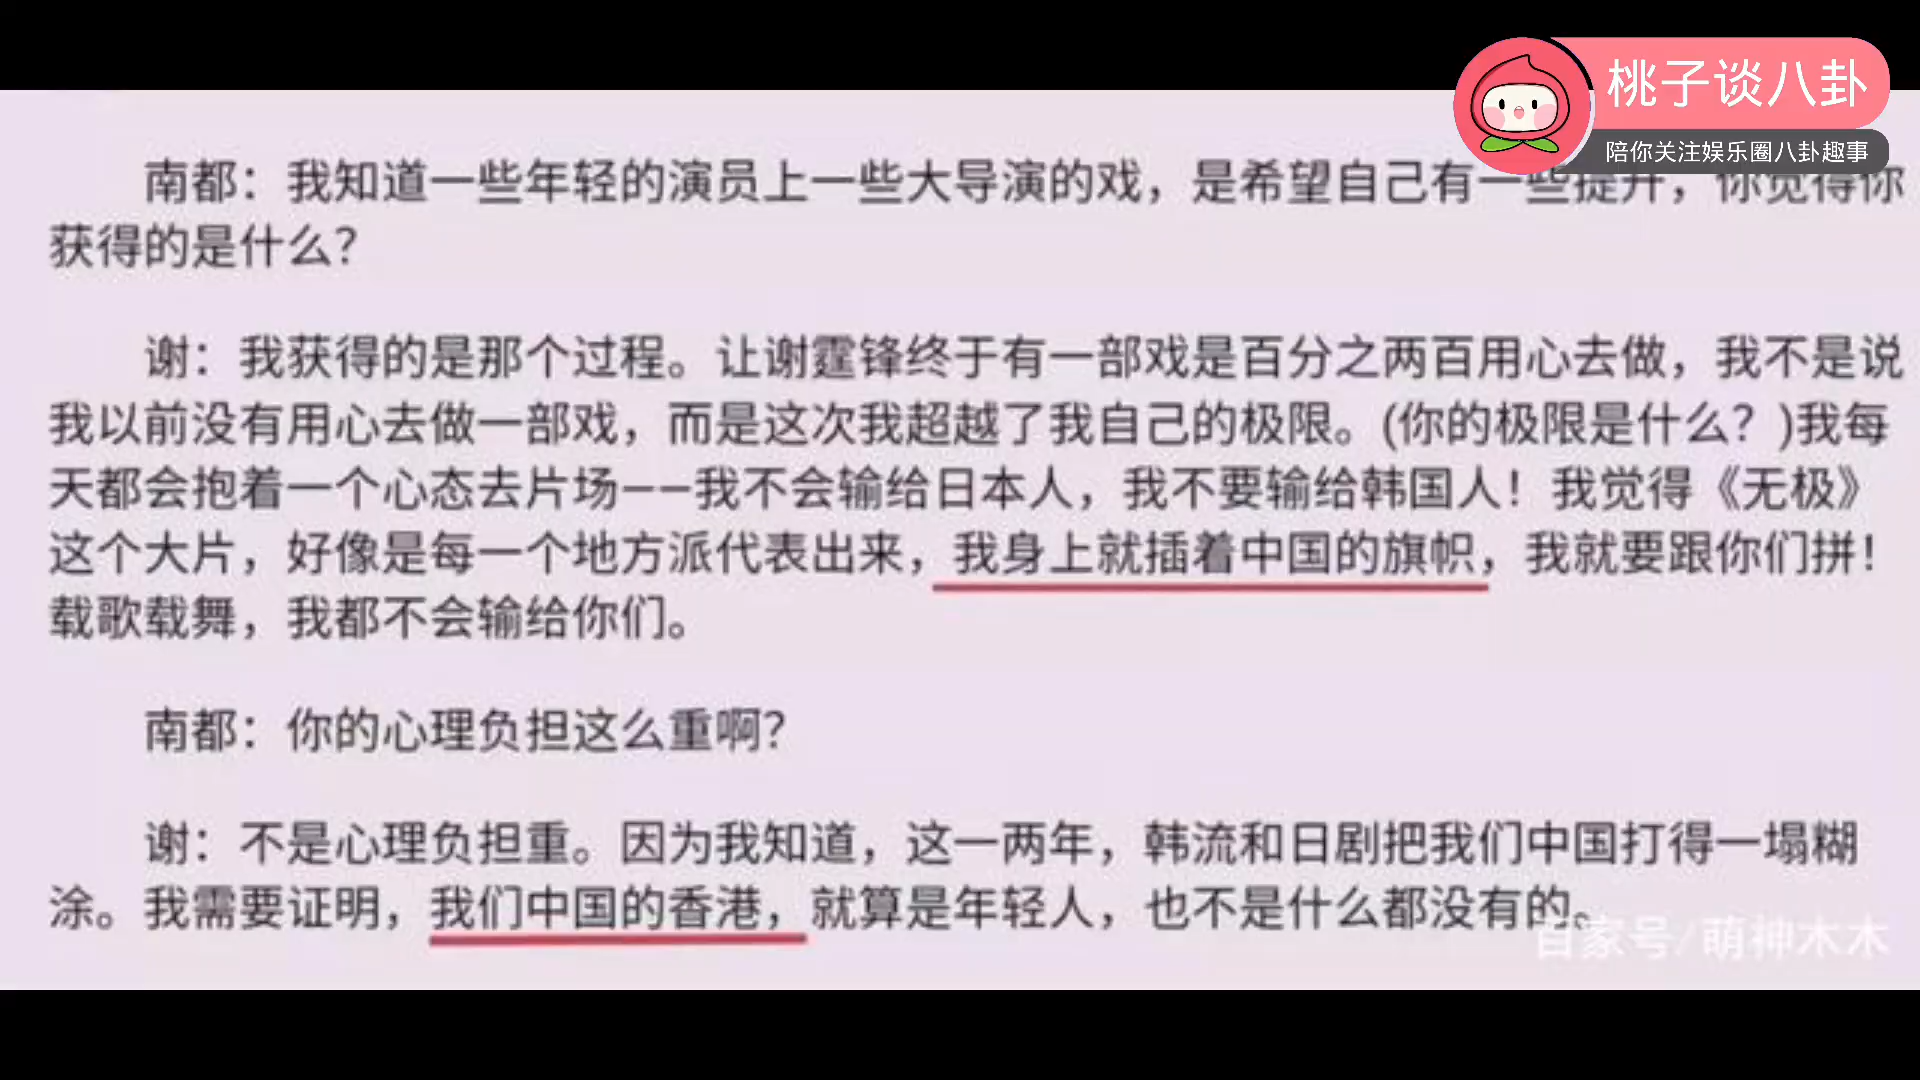 桃子谈八卦
陪你关注娱乐圈八卦趣事
南都：我知道一些年轻的演员上一些大导演的戏，是希望自己有一些提升，你觉得你
获得的是什么？
谢：我获得的是那个过程。让谢霆锋终于有一部戏是百分之两百用心去做，我不是说
我以前没有用心去做一部戏，而是这次我超越了我自己的极限。(你的极限是什么？)我每
天都会抱着一个心态去片场——我不会输给日本人，我不要输给韩国人！我觉得《无极》
这个大片，好像是每一个地方派代表出来，我身上就插着中国的旗帜，我就要跟你们拼！
载歌载舞，我都不会输给你们。
南都：你的心理负担这么重啊？
谢：不是心理负担重。因为我知道，这一两年，韩流和日剧把我们中国打得一塌糊
涂。我需要证明，我们中国的香港，就算是年轻人，也不是什么都没有的。
百家号/萌神木木